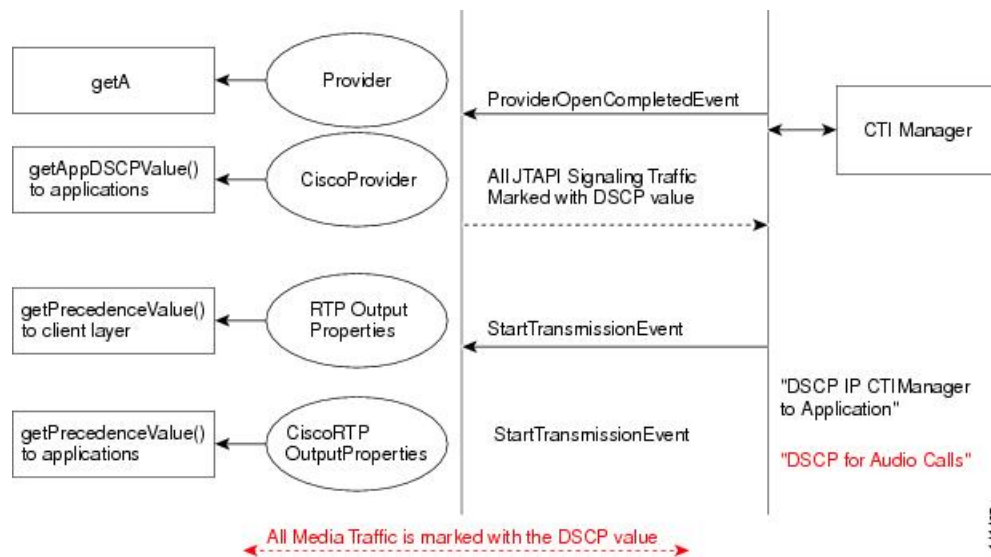 getA
Provider
ProviderOpenCompletedEvent
CTI Manager
getAppDSCPValue()
to applications
CiscoProvider
All JTAPI Signaling Traffic
Marked with DSCP value
getPrecedenceValue()
to client layer
RTP Output
Properties
StartTransmissionEvent
"DSCP IP CTIManager
to Application"
getPrecedenceValue()
to applications
CiscoRTP
OutputProperties
StartTransmissionEvent
"DSCP for Audio Calls"
All Media Traffic is marked with the DSCP value